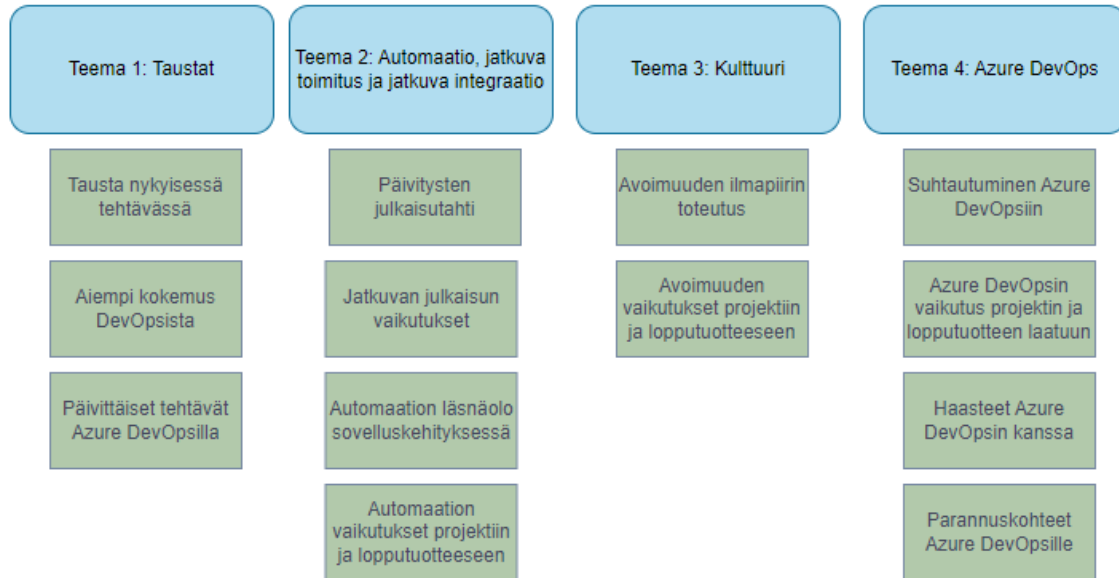 Teema 1: Taustat
Tausta nykyisessä
tehtävässä
Aiempi kokemus
DevOpsista
Päivittäiset tehtävät
Azure DevOpsilla
Teema 2: Automaatio, jatkuva
toimitus ja jatkuva integraatio
Päivitysten
julkaisutahti
Jatkuvan julkaisun
vaikutukset
Automaation läsnäolo
sovelluskehityksessä
Automaation
vaikutukset projektiin
ja lopputuotteeseen
Teema 3: Kulttuuri
Avoimuuden ilmapiirin
toteutus
Avoimuuden
vaikutukset projektiin
ja lopputuotteeseen
Teema 4: Azure DevOps
Suhtautuminen Azure
DevOpsiin
Azure DevOpsin
vaikutus projektin ja
lopputuotteen laatuun
Haasteet Azure
DevOpsin kanssa
Parannuskohteet
Azure DevOpsille